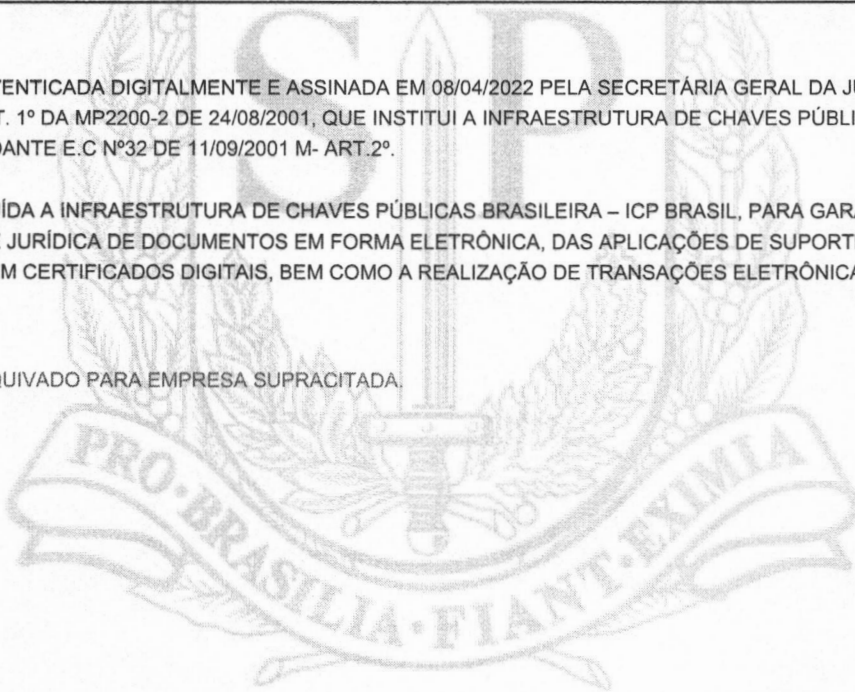 VENTICADA DIGITALMENTE E ASSINADA EM 08/04/2022 PELA SECRETÁRIA GERAL DA JU
T. 1º DA MP2200-2 DE 24/08/2001, QUE INSTITUI A INFRAESTRUTURA DE CHAVES PÚBLI
DANTE E.C Nº32 DE 11/09/2001 M- ART.2º.
ÍDA A INFRAESTRUTURA DE CHAVES PÚBLICAS BRASILEIRA – ICP BRASIL, PARA GARA
E JURÍDICA DE DOCUMENTOS EM FORMA ELETRÔNICA, DAS APLICAÇÕES DE SUPORT
M CERTIFICADOS DIGITAIS, BEM COMO A REALIZAÇÃO DE TRANSAÇÕES ELETRÔNICA
QUIVADO PARA EMPRESA SUPRACITADA.
SP
PRO·BRASILIA·FIANT·EXIMIA